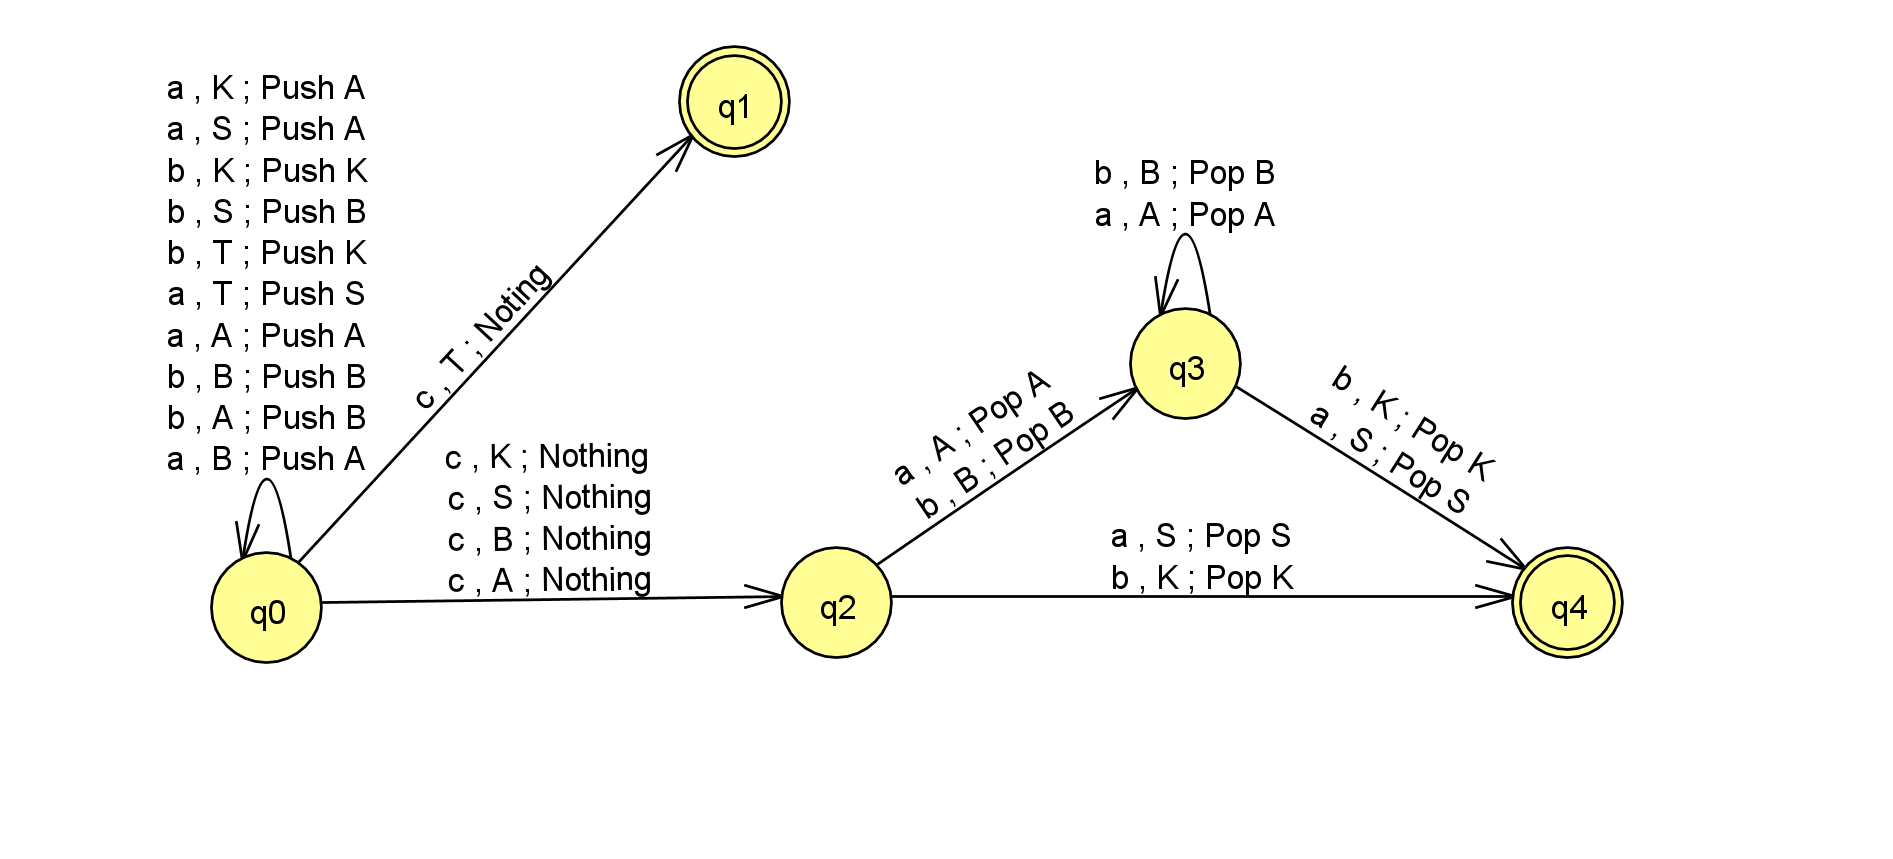 a , K ; Push A
a , S ; Push A
b , K ; Push K
b , S ; Push B
b , T ; Push K
a , T ; Push S
a , A ; Push A
b , B ; Push B
b , A ; Push B
a , B ; Push A
q0
c , T ; Noting
q1
c , K ; Nothing
c , S ; Nothing
c , B ; Nothing
c , A ; Nothing
q2
a , A ; Pop A
b , B ; Pop B
b , B ; Pop B
a , A ; Pop A
q3
b , K ; Pop K
a , S ; Pop S
a , S ; Pop S
b , K ; Pop K
q4